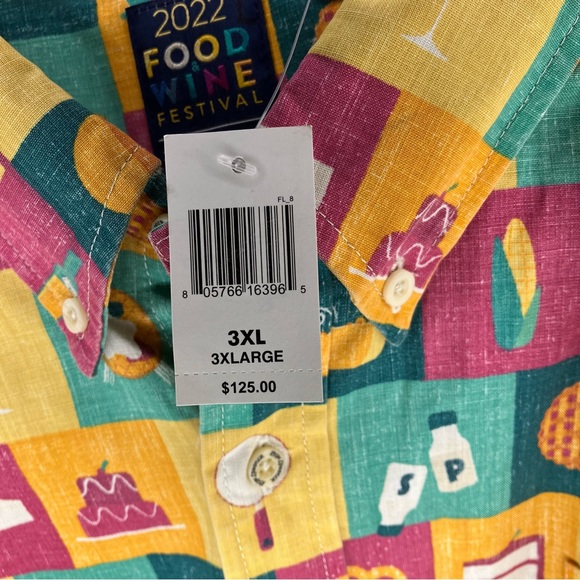 2022
FOOD
&
WINE
FESTIVAL
FL_8
8 05766 16396 5
3XL
3XLARGE
$125.00
S P